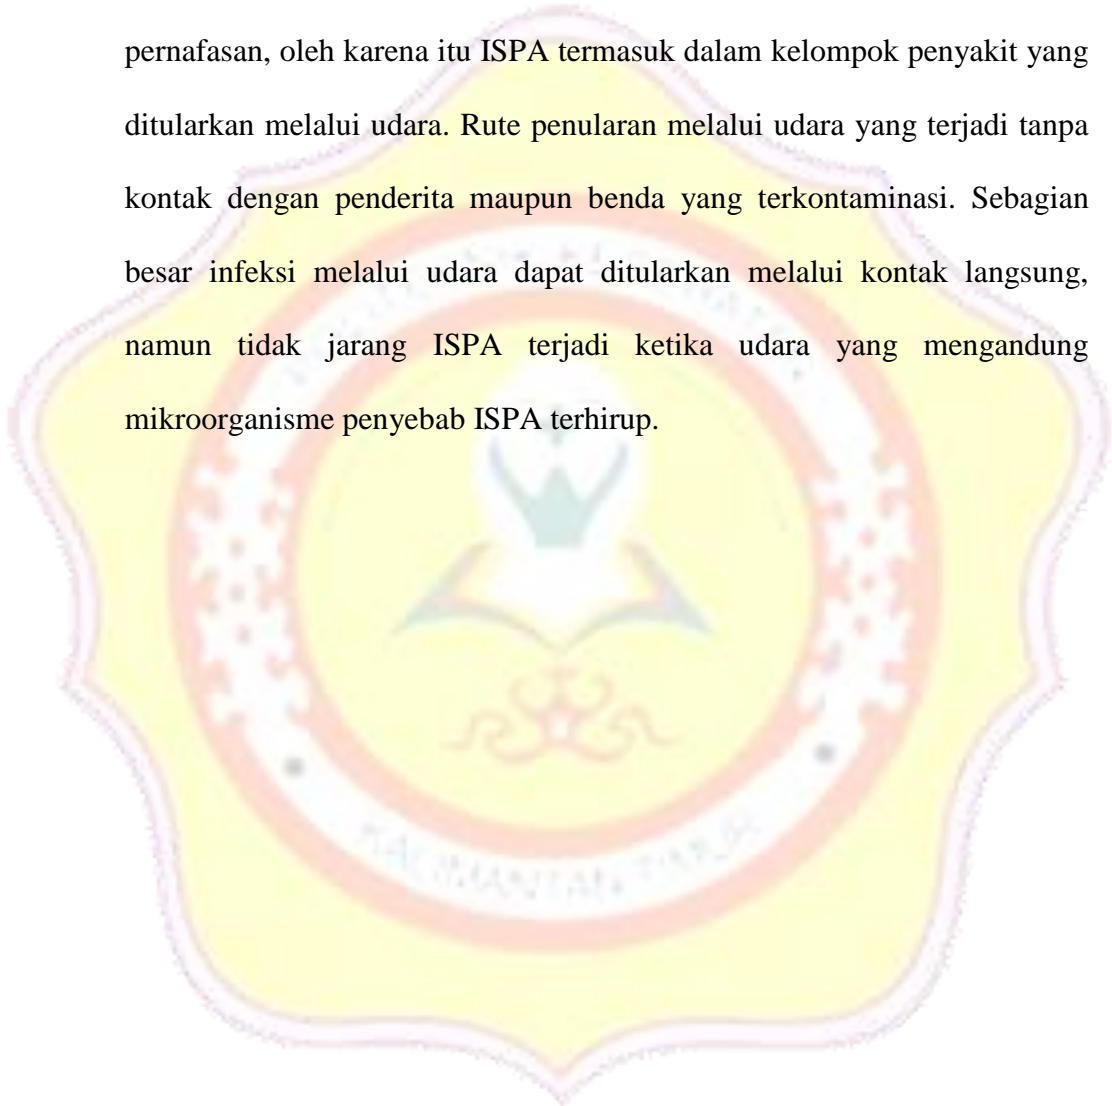 pernafasan, oleh karena itu ISPA termasuk dalam kelompok penyakit yang
ditularkan melalui udara. Rute penularan melalui udara yang terjadi tanpa
kontak dengan penderita maupun benda yang terkontaminasi. Sebagian
besar infeksi melalui udara dapat ditularkan melalui kontak langsung,
namun tidak jarang ISPA terjadi ketika udara yang mengandung
mikroorganisme penyebab ISPA terhirup.
KALIMANTAN TIMUR